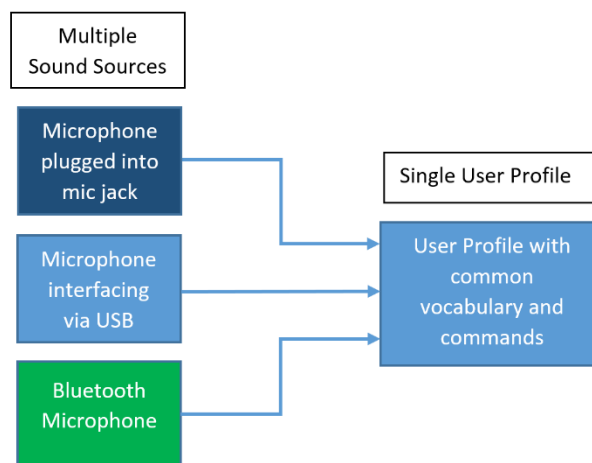 Multiple
Sound Sources
Microphone
plugged into
mic jack
Single User Profile
Microphone
interfacing
via USB
User Profile with
common
vocabulary and
commands
Bluetooth
Microphone